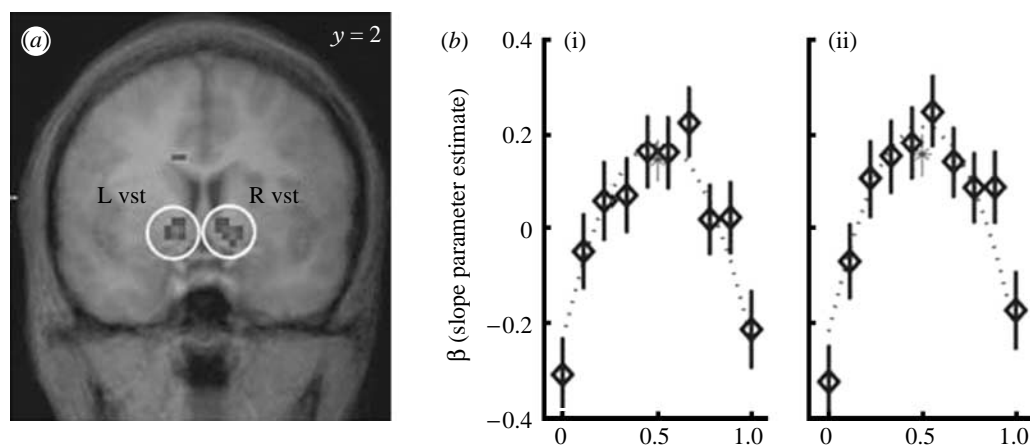 (a)
y = 2
L vst
R vst
(b)
(i)
(ii)
β (slope parameter estimate)
0.4
0.2
0
−0.2
−0.4
0 0.5 1.0
0 0.5 1.0